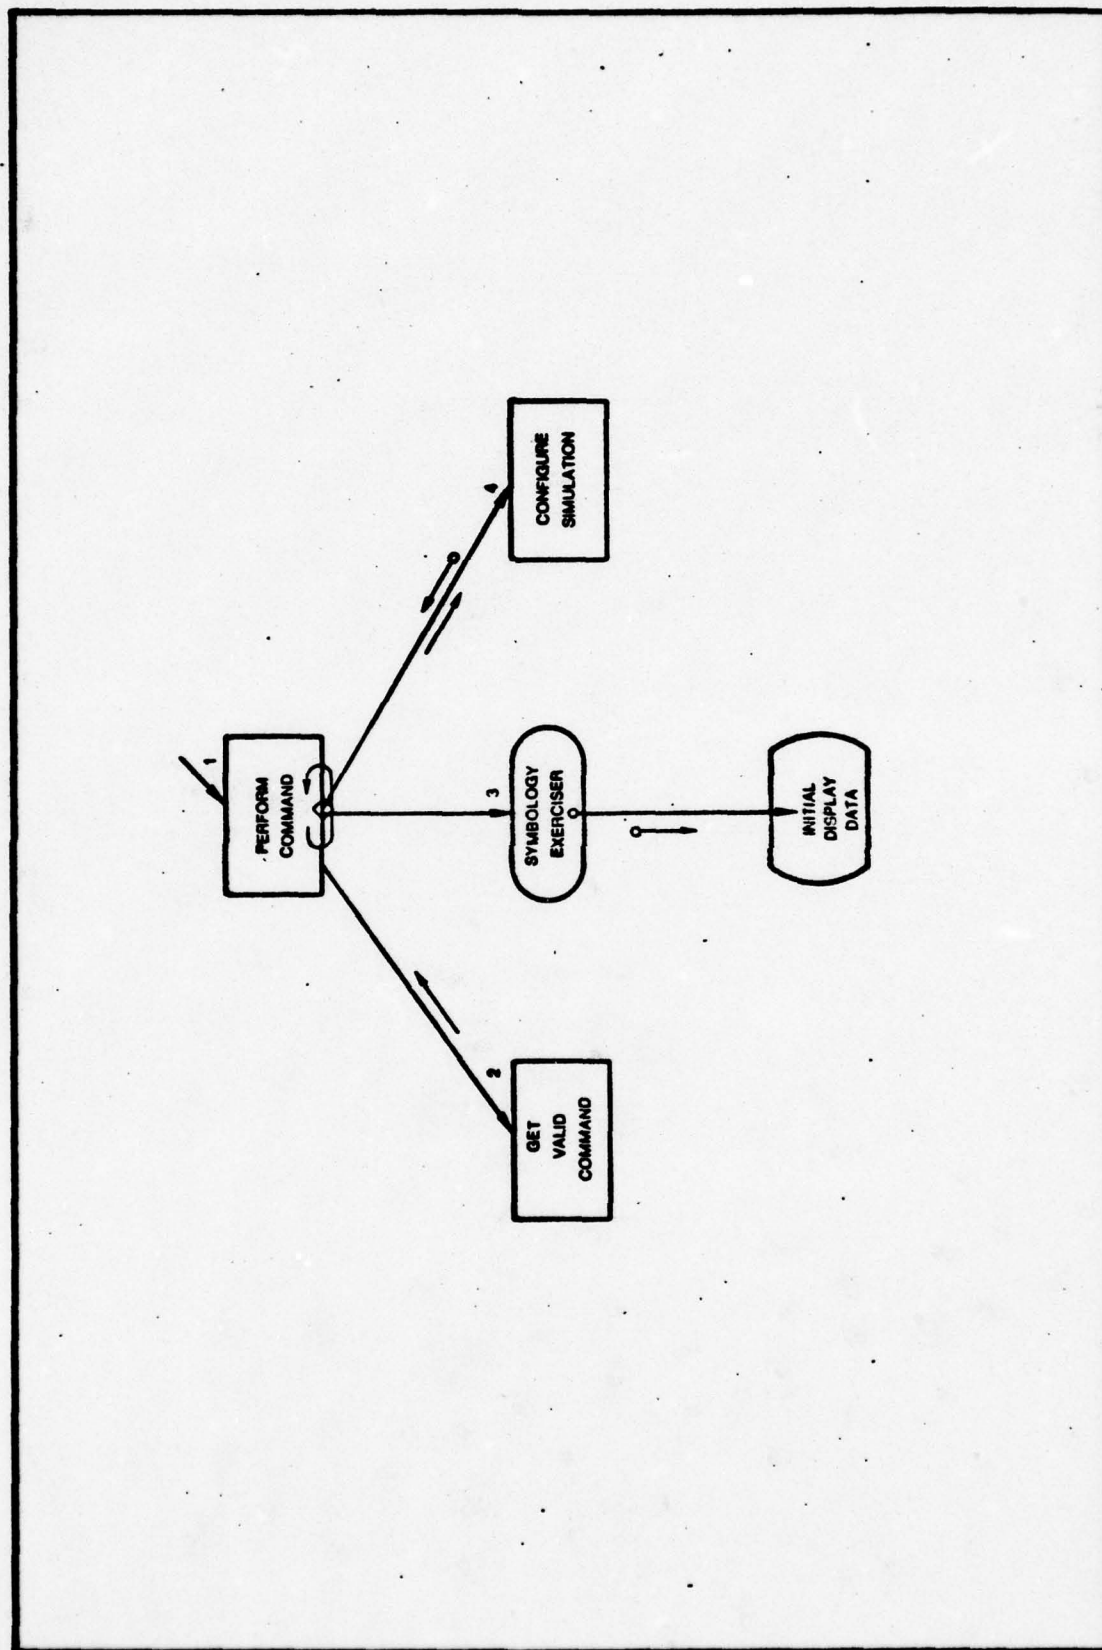 1
PERFORM
COMMAND
2
GET
VALID
COMMAND
3
SYMBOLOGY
EXERCISER
4
CONFIGURE
SIMULATION
INITIAL
DISPLAY
DATA